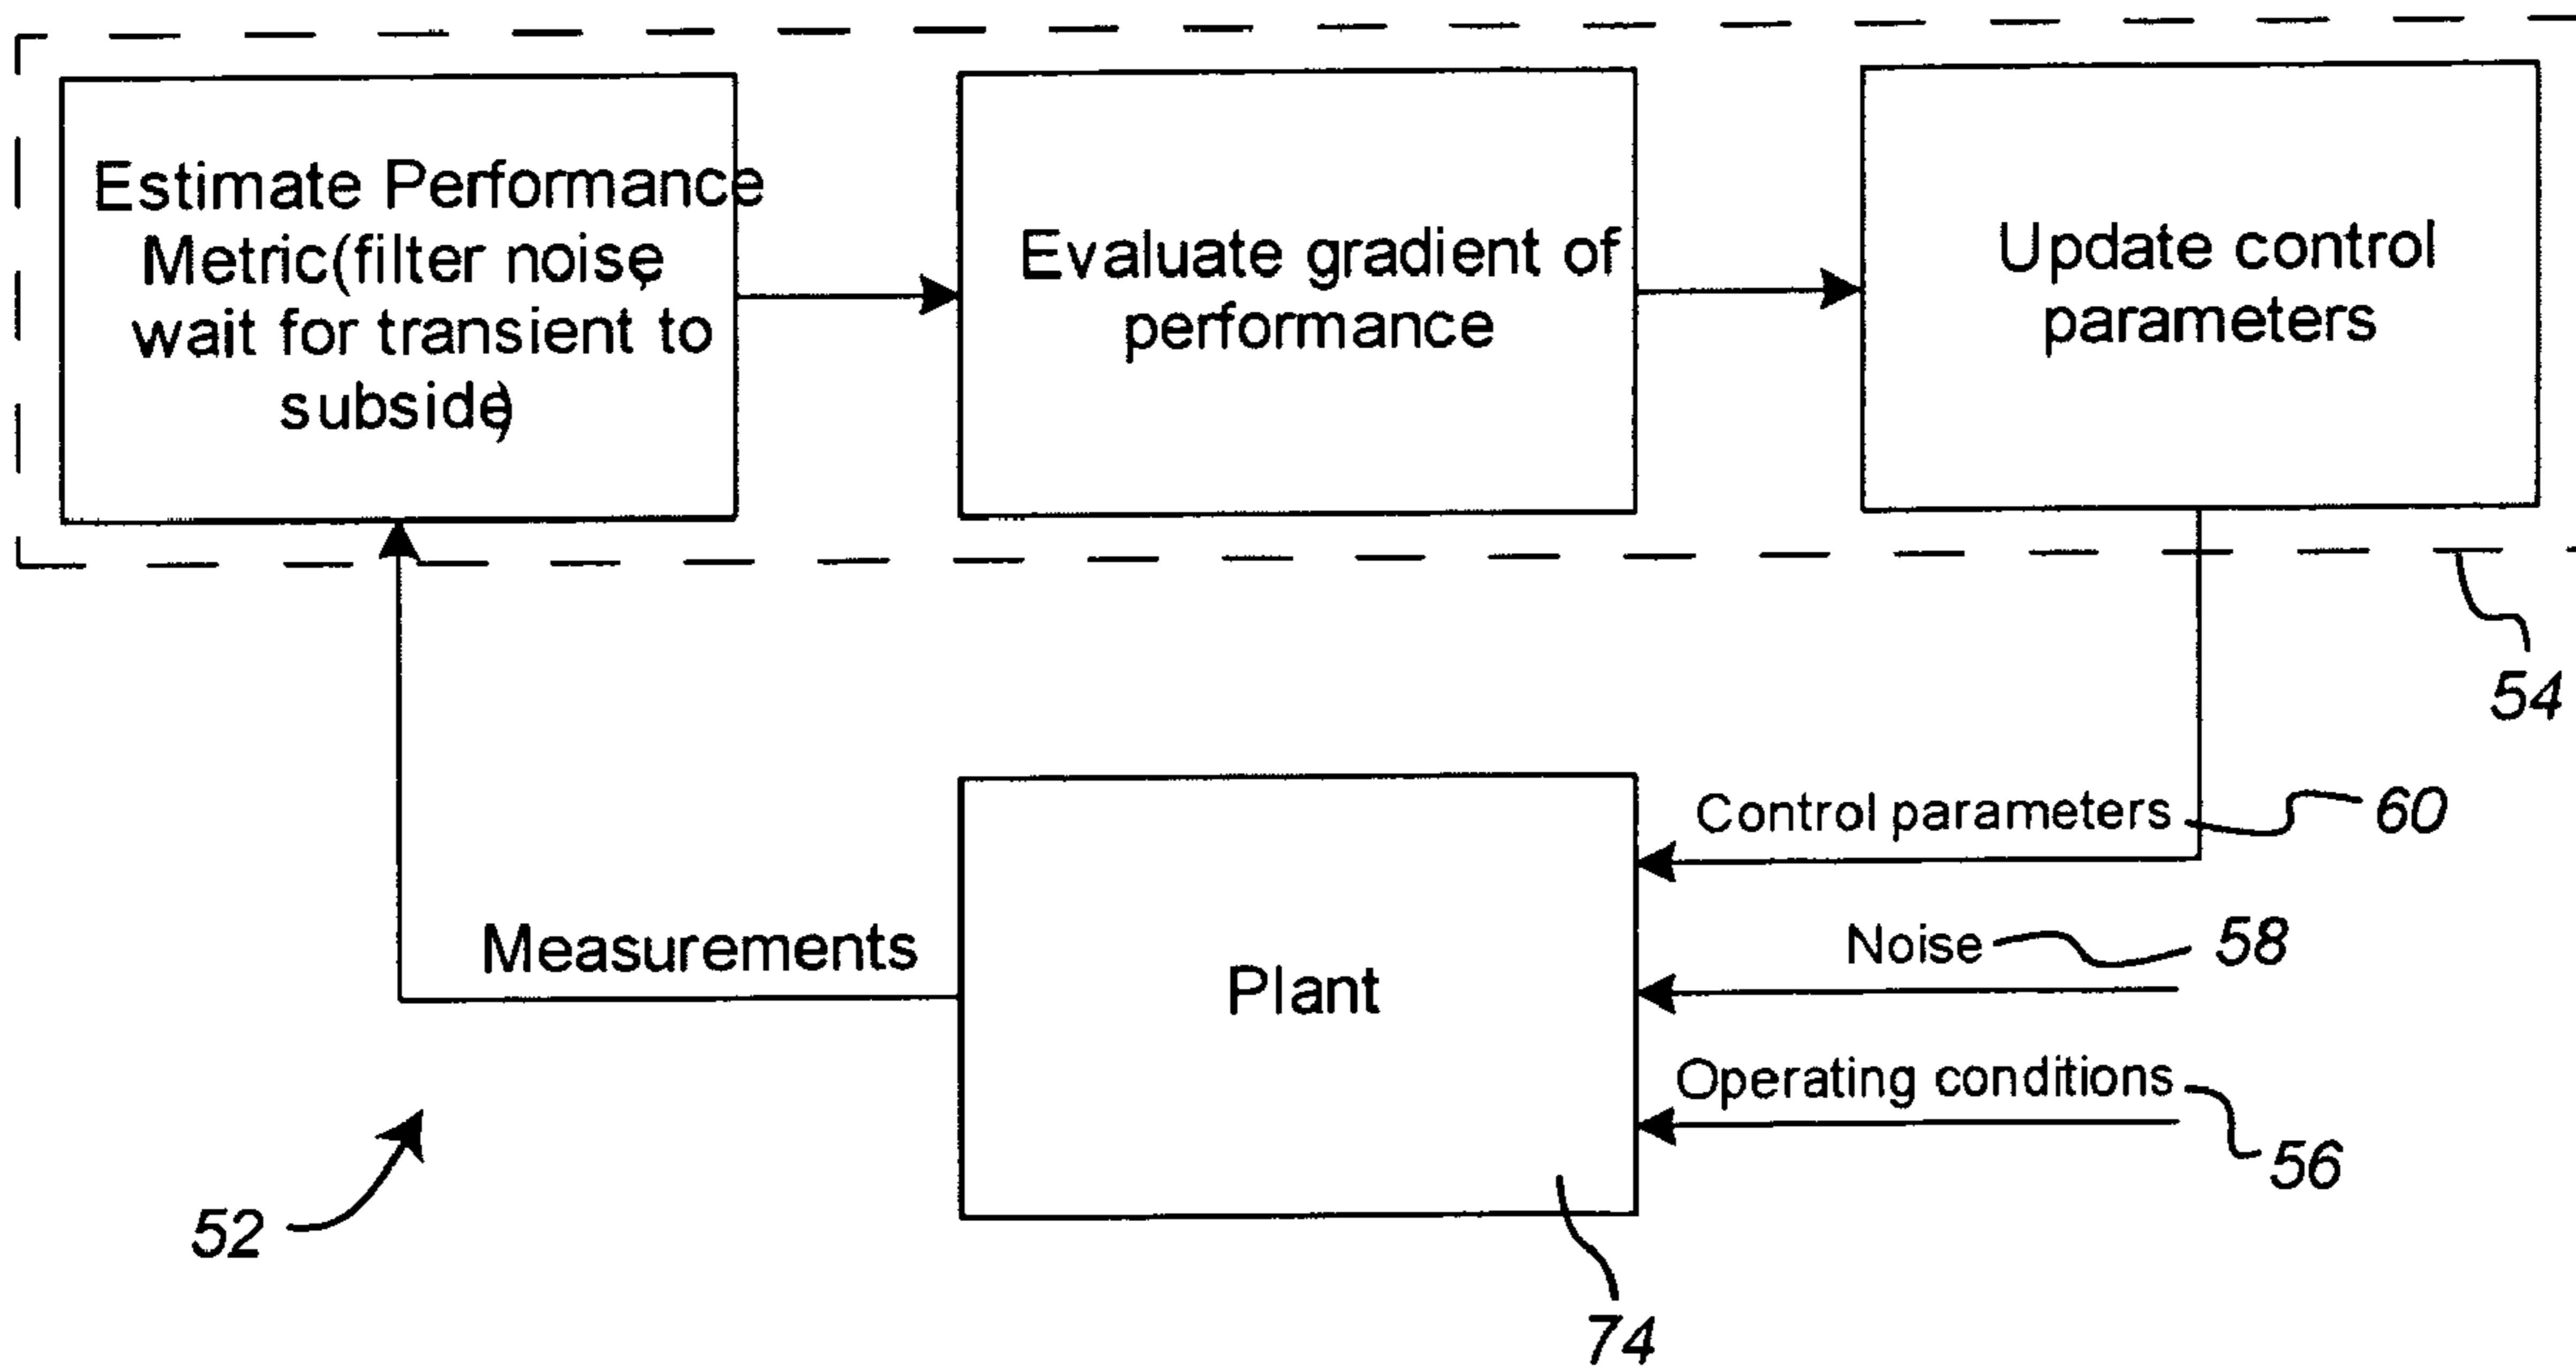 Estimate Performance
Metric(filter noise,
wait for transient to
subside)
Evaluate gradient of
performance
Update control
parameters
54
Control parameters
60
Measurements
Plant
Noise
58
Operating conditions
56
52
74